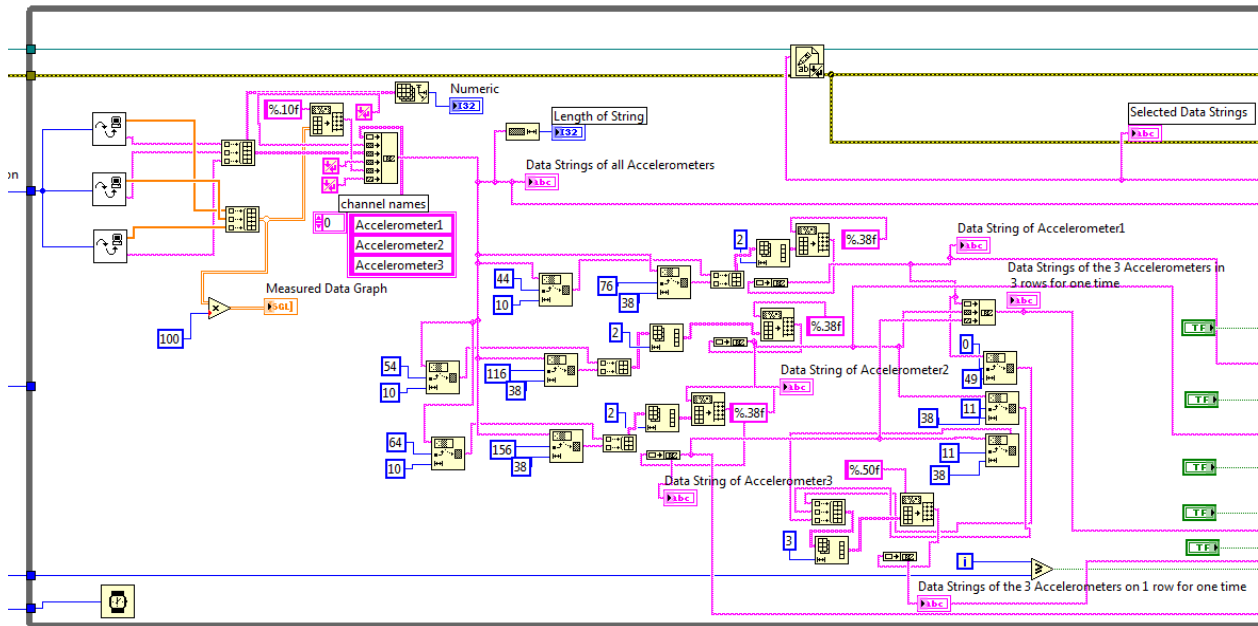 on
%.10f
Numeric
I32
Length of String
I32
Data Strings of all Accelerometers
abc
channel names
0
Accelerometer1
Accelerometer2
Accelerometer3
Measured Data Graph
SGL
100
ab
Selected Data Strings
abc
44
10
76
38
2
%.38f
Data String of Accelerometer1
abc
Data Strings of the 3 Accelerometers in
3 rows for one time
abc
54
10
116
38
2
%.38f
Data String of Accelerometer2
abc
64
10
156
38
2
%.38f
Data String of Accelerometer3
abc
0
49
11
38
11
38
%.50f
3
i
Data Strings of the 3 Accelerometers on 1 row for one time
abc
TF
TF
TF
TF
TF